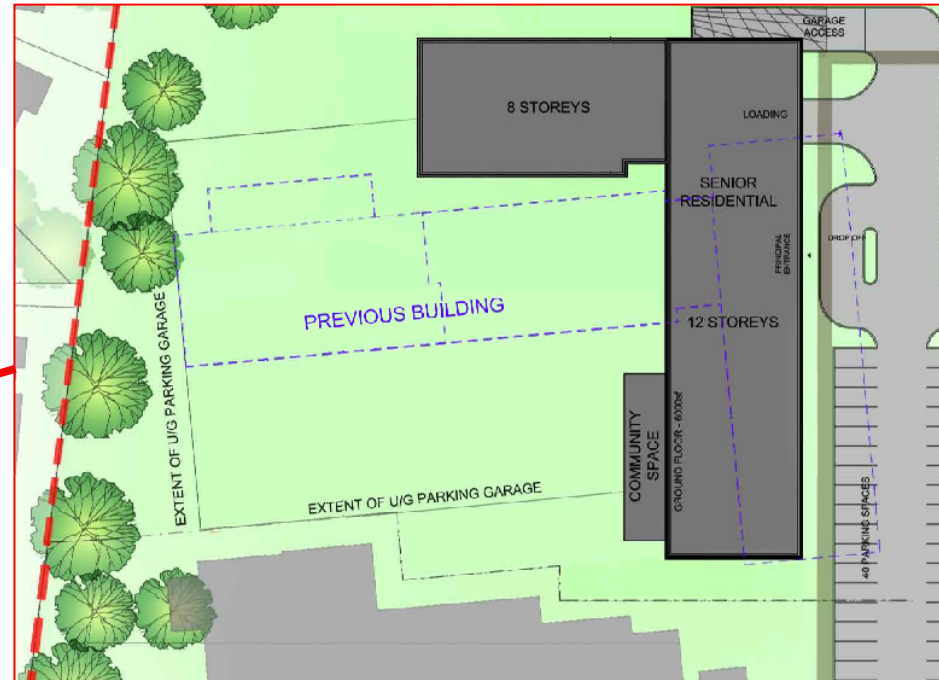 GARAGE
ACCESS
8 STOREYS
LOADING
SENIOR
RESIDENTIAL
DROP OFF
PRINCIPAL
ENTRANCE
PREVIOUS BUILDING
12 STOREYS
EXTENT OF U/G PARKING GARAGE
COMMUNITY
SPACE
GROUND FLOOR - 6000sf
EXTENT OF U/G PARKING GARAGE
40 PARKING SPACES